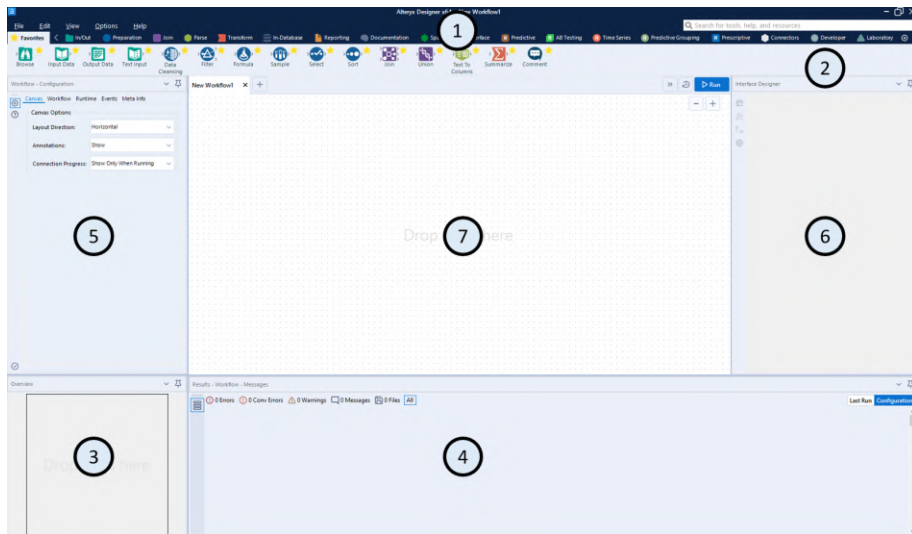 Alteryx Designer x64 - New Workflow1
File Edit View Options Help
Search for tools, help, and resources
Favorites In/Out Preparation Join Parse Transform In-Database Reporting Documentation Predictive AB Testing Time Series Predictive Grouping Prescriptive Connectors Developer Laboratory
1
Browse Input Data Output Data Text Input Data Cleansing Filter Formula Sample Select Sort Join Union Text To Columns Summarize Comment
2
Workflow - Configuration
New Workflow1 × +
Run
Interface Designer
Canvas Workflow Runtime Events Meta Info
Canvas Options
Layout Direction: Horizontal
Annotations: Show
Connection Progress: Show Only When Running
5
Drop here
7
6
Overview
Results - Workflow - Messages
0 Errors 0 Conv Errors 0 Warnings 0 Messages 0 Files All
Last Run Configuration
Drop here
3
4